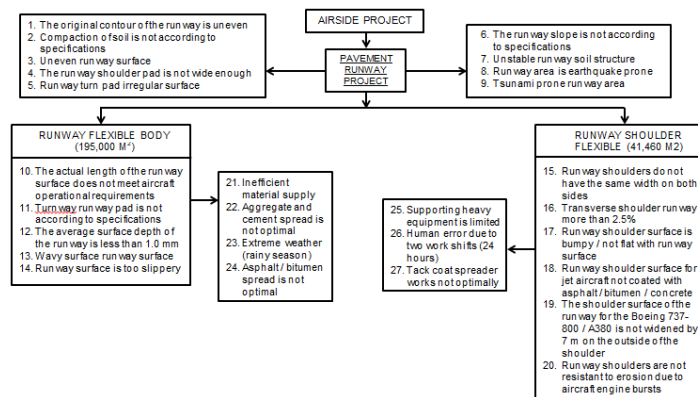 AIRSIDE PROJECT
1. The original contour of the runway is uneven
2. Compaction of soil is not according to
specifications
3. Uneven runway surface
4. The runway shoulder pad is not wide enough
5. Runway turn pad irregular surface
PAVEMENT
RUNWAY
PROJECT
6. The runway slope is not according
to specifications
7. Unstable runway soil structure
8. Runway area is earthquake prone
9. Tsunami prone runway area
RUNWAY FLEXIBLE BODY
(195,000 M²)
10. The actual length of the runway
surface does not meet aircraft
operational requirements
11. Turn way runway pad is not
according to specifications
12. The average surface depth of
the runway is less than 1.0 mm
13. Wavy surface runway surface
14. Runway surface is too slippery
21. Inefficient
material supply
22. Aggregate and
cement spread is
not optimal
23. Extreme weather
(rainy season)
24. Asphalt / bitumen
spread is not
optimal
25. Supporting heavy
equipment is limited
26. Human error due to
two work shifts (24
hours)
27. Tack coat spreader
works not optimally
RUNWAY SHOULDER
FLEXIBLE (41,460 M2)
15. Runway shoulders do not
have the same width on both
sides
16. Transverse shoulder runway
more than 2.5%
17. Runway shoulder surface is
bumpy / not flat with runway
surface
18. Runway shoulder surface for
jet aircraft not coated with
asphalt / bitumen / concrete
19. The shoulder surface of the
runway for the Boeing 737-
800 / A380 is not widened by
7 m on the outside of the
shoulder
20. Runway shoulders are not
resistant to erosion due to
aircraft engine bursts